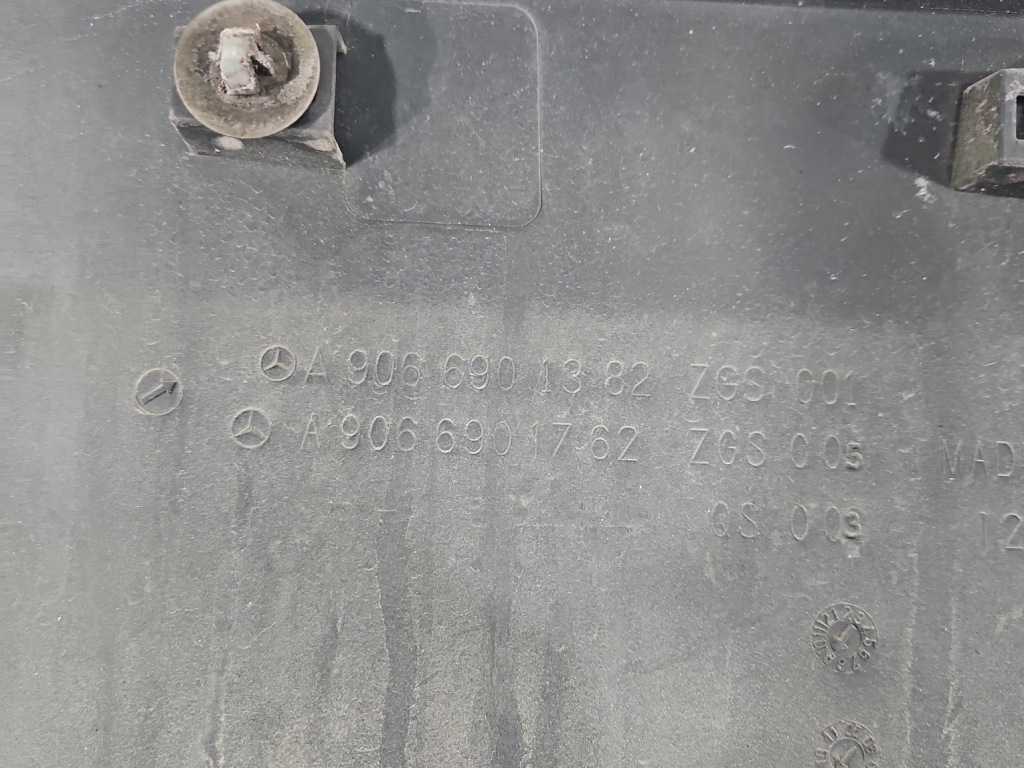 A 906 690 13 82 ZGS 001
A 906 690 17 62 ZGS 005
QS 003